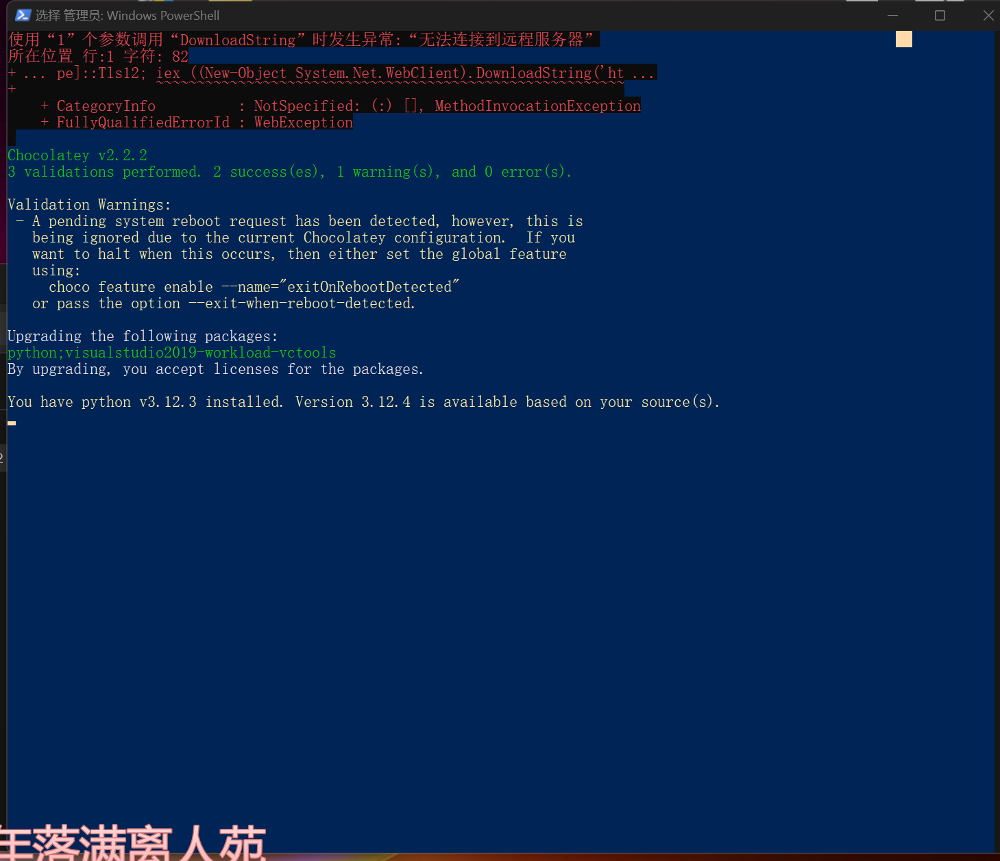 选择 管理员: Windows PowerShell
使用“1”个参数调用“DownloadString”时发生异常:“无法连接到远程服务器”
所在位置 行:1 字符: 82
+ ... pe]::Tls12; iex ((New-Object System.Net.WebClient).DownloadString('ht ...
+                 ~~~~~~~~~~~~~~~~~~~~~~~~~~~~~~~~~~~~~~~~~~~~~~~~~~~~~~~~~
    + CategoryInfo          : NotSpecified: (:) [], MethodInvocationException
    + FullyQualifiedErrorId : WebException
Chocolatey v2.2.2
3 validations performed. 2 success(es), 1 warning(s), and 0 error(s).
Validation Warnings:
 - A pending system reboot request has been detected, however, this is
   being ignored due to the current Chocolatey configuration.  If you
   want to halt when this occurs, then either set the global feature
   using:
     choco feature enable --name="exitOnRebootDetected"
   or pass the option --exit-when-reboot-detected.
Upgrading the following packages:
python;visualstudio2019-workload-vctools
By upgrading, you accept licenses for the packages.
You have python v3.12.3 installed. Version 3.12.4 is available based on your source(s).
2
年落满离人苑